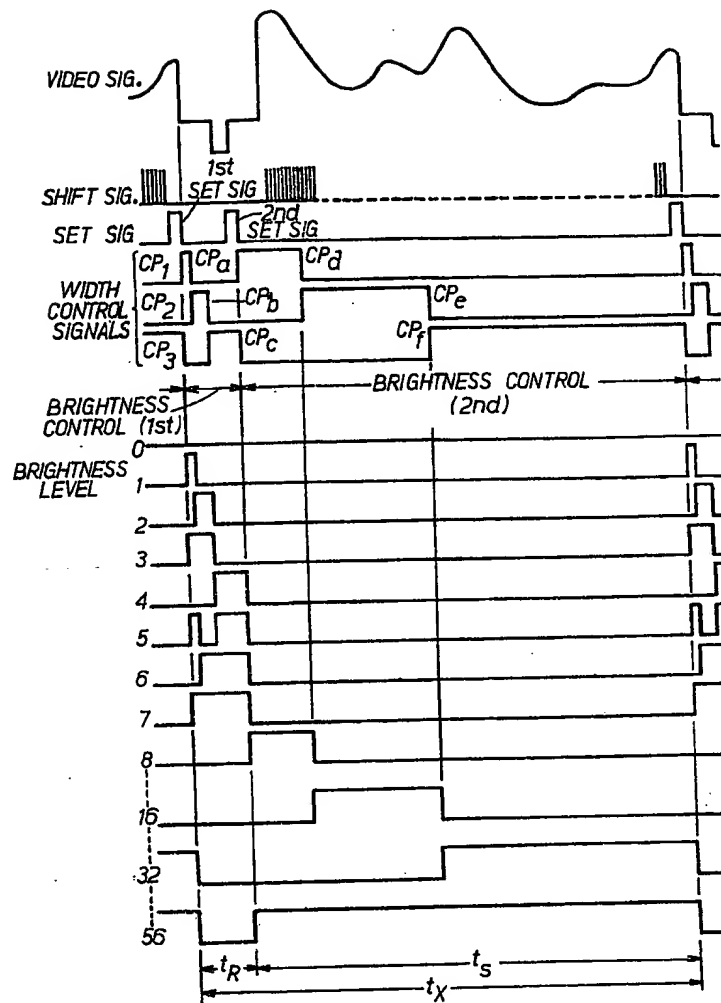 VIDEO SIG.
1st
SET SIG
SHIFT SIG.
2nd
SET SIG
SET SIG
WIDTH
CONTROL
SIGNALS
CP1 CPa CPd
CP2 CPb CPe
CP3 CPc CPf
BRIGHTNESS
CONTROL (1st)
BRIGHTNESS CONTROL
(2nd)
BRIGHTNESS
LEVEL
0
1
2
3
4
5
6
7
8
16
32
56
tR tS
tX